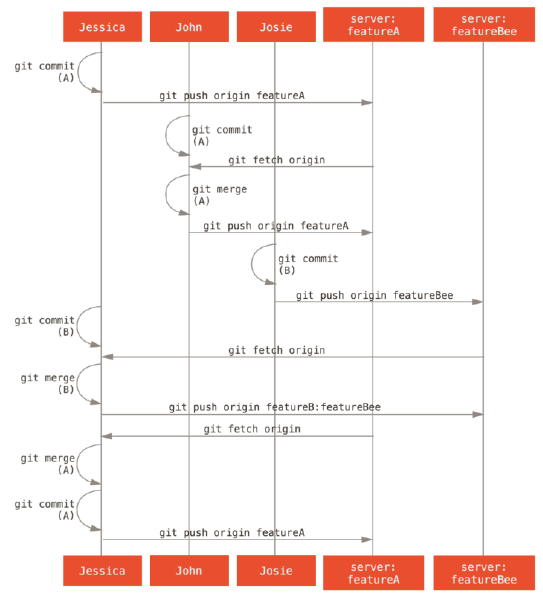 Jessica
John
Josie
server:
featureA
server:
featureBee
git commit
(A)
git push origin featureA
git commit
(A)
git fetch origin
git merge
(A)
git push origin featureA
git commit
(B)
git push origin featureBee
git commit
(B)
git fetch origin
git merge
(B)
git push origin featureB:featureBee
git fetch origin
git merge
(A)
git commit
(A)
git push origin featureA
Jessica
John
Josie
server:
featureA
server:
featureBee